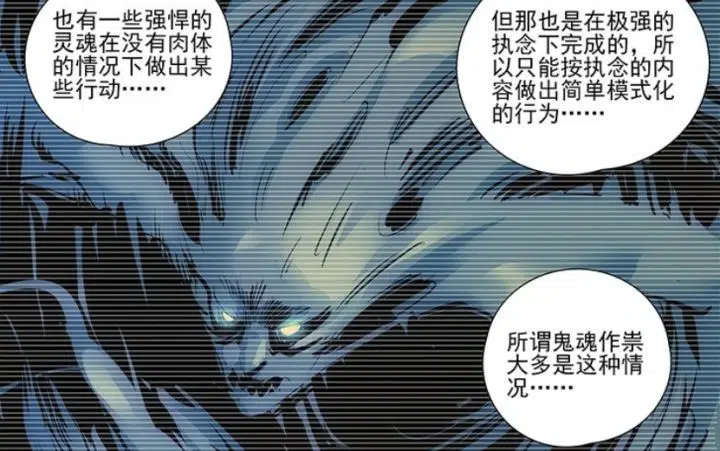 也有一些强悍的
灵魂在没有肉体
的情况下做出某
些行动……
但那也是在极强的
执念下完成的，所
以只能按执念的内
容做出简单模式化
的行为……
所谓鬼魂作祟
大多是这种情
况……